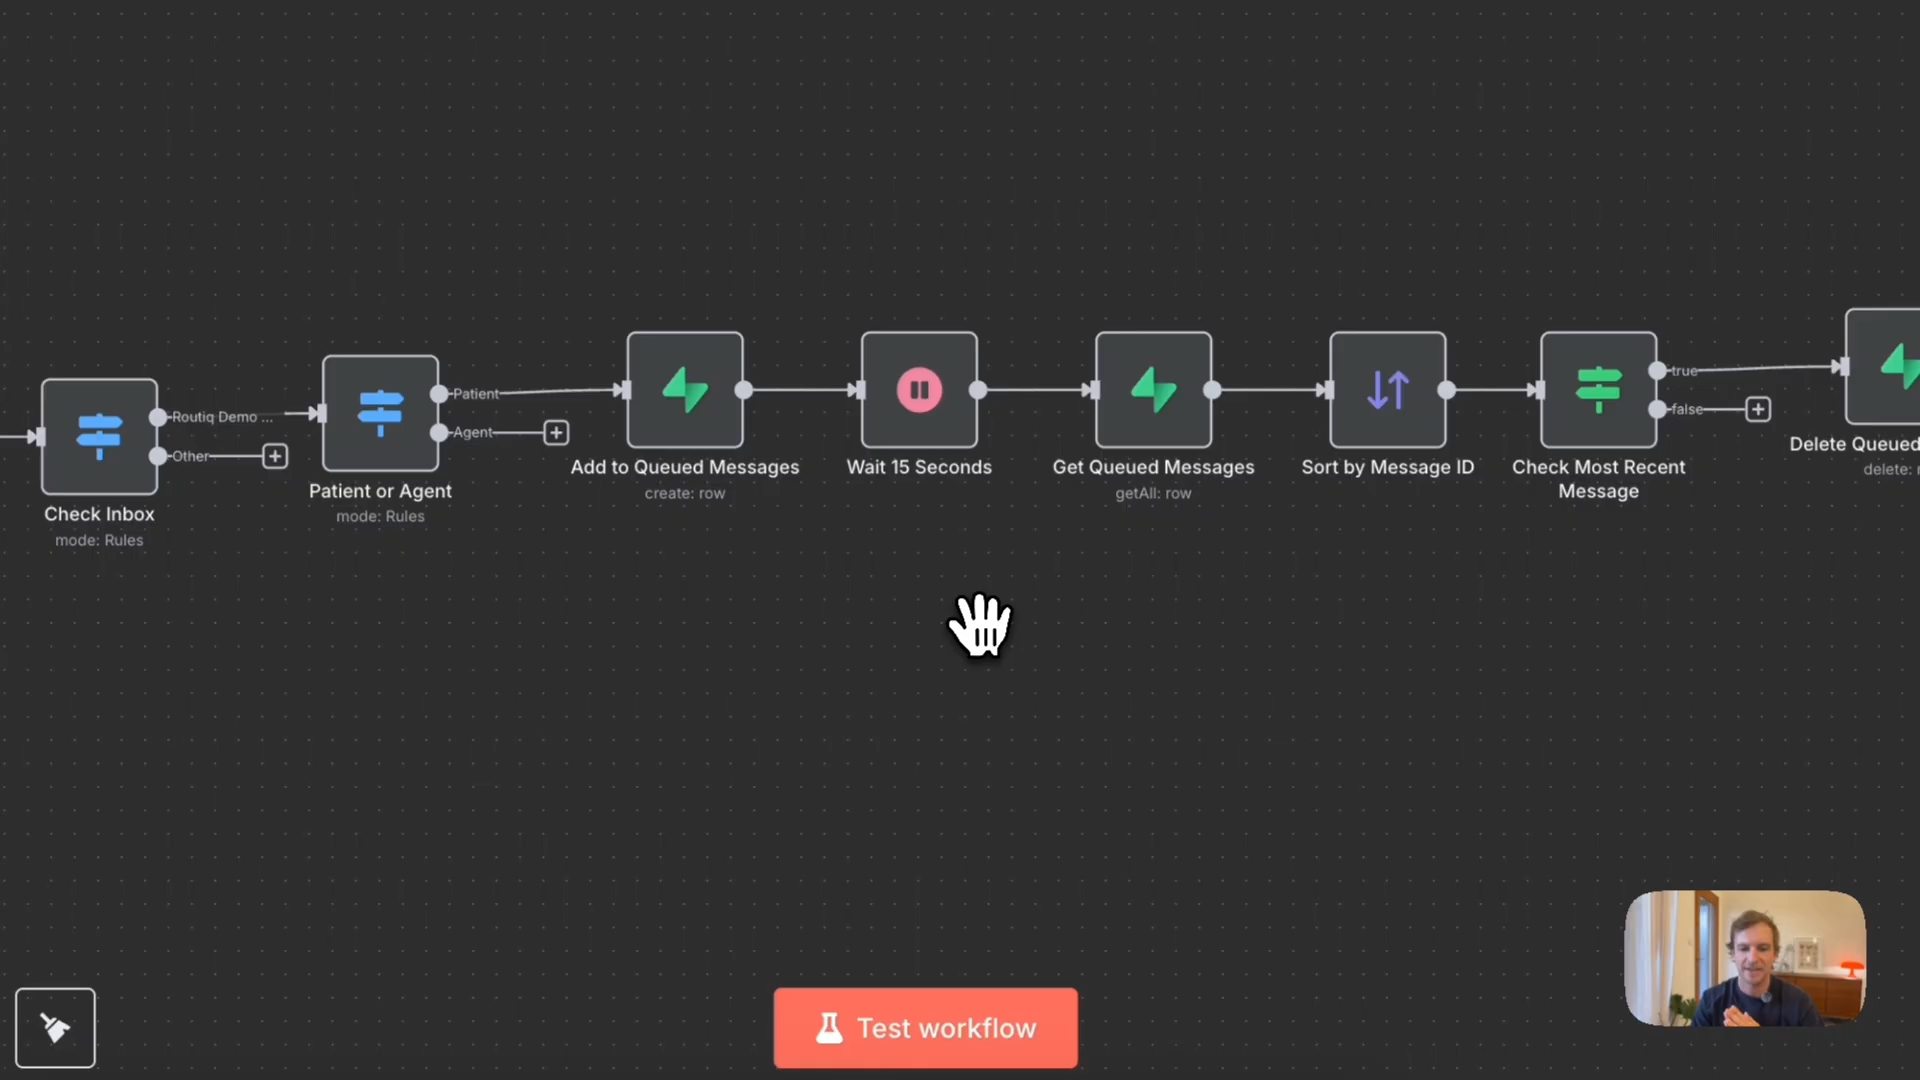 Routiq Demo ...
Other
Check Inbox
mode: Rules
Patient
Agent
Patient or Agent
mode: Rules
Add to Queued Messages
create: row
Wait 15 Seconds
Get Queued Messages
getAll: row
Sort by Message ID
true
false
Check Most Recent
Message
Delete Queued
delete: r
Test workflow